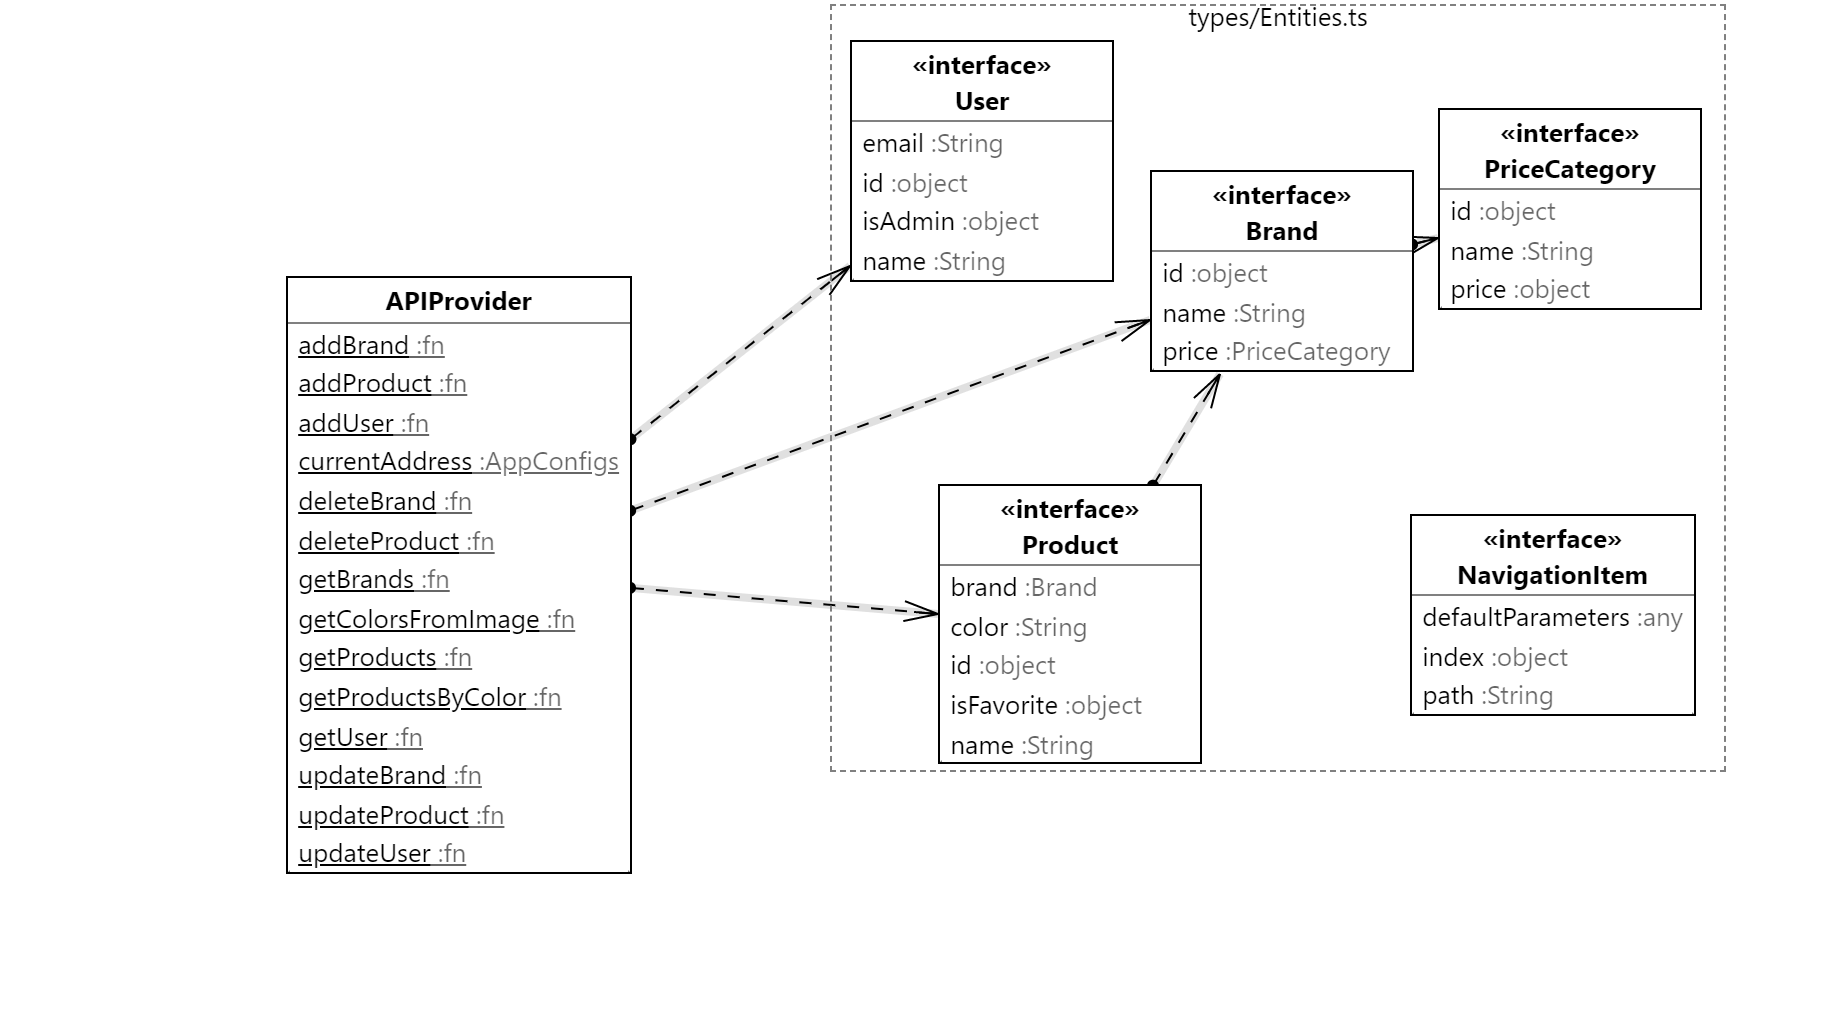 types/Entities.ts
«interface»
User
email :String
id :object
isAdmin :object
name :String
«interface»
PriceCategory
id :object
name :String
price :object
«interface»
Brand
id :object
name :String
price :PriceCategory
APIProvider
addBrand :fn
addProduct :fn
addUser :fn
currentAddress :AppConfigs
deleteBrand :fn
deleteProduct :fn
getBrands :fn
getColorsFromImage :fn
getProducts :fn
getProductsByColor :fn
getUser :fn
updateBrand :fn
updateProduct :fn
updateUser :fn
«interface»
Product
brand :Brand
color :String
id :object
isFavorite :object
name :String
«interface»
NavigationItem
defaultParameters :any
index :object
path :String